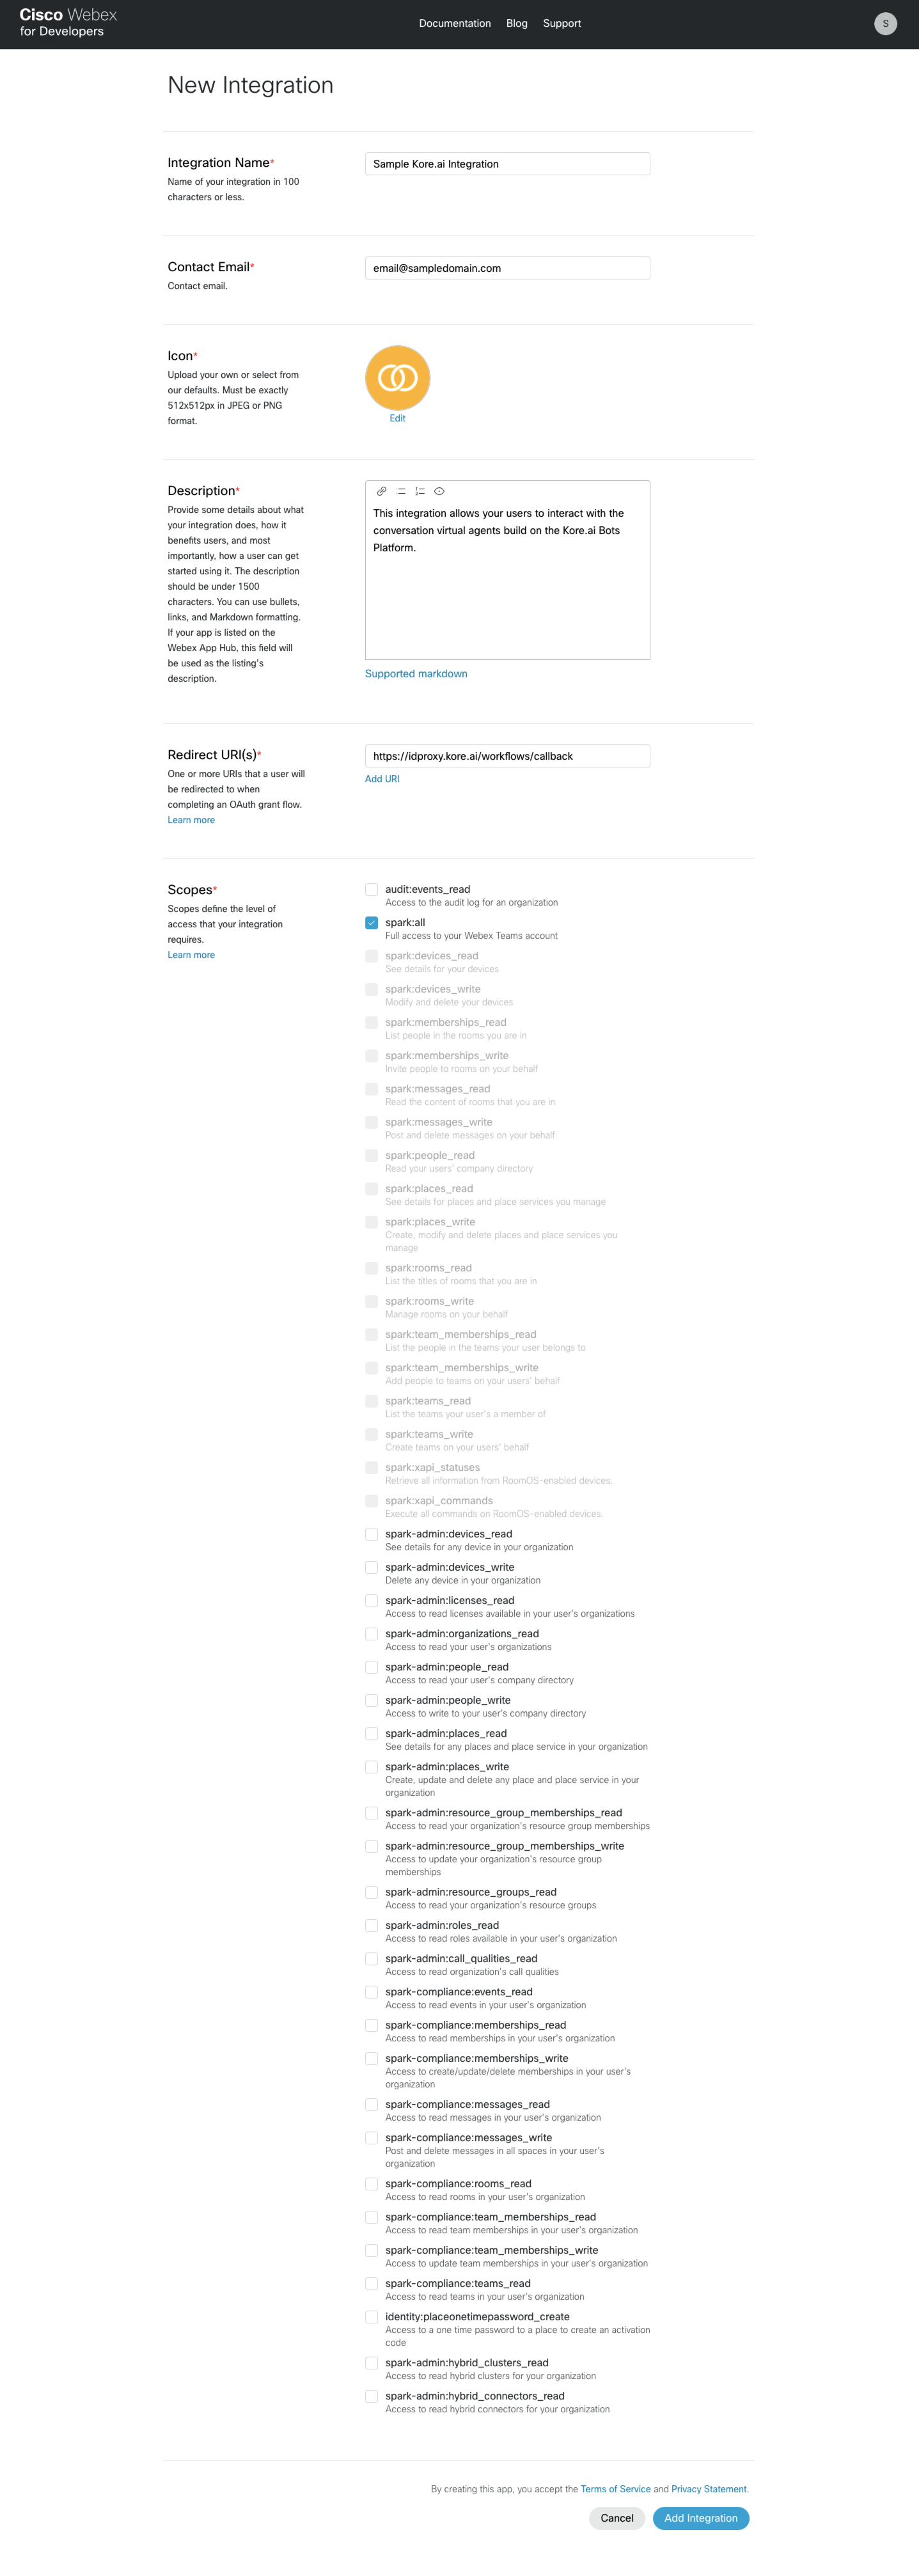 Cisco Webex
for Developers
Documentation Blog Support
S
New Integration
Integration Name*
Name of your integration in 100
characters or less.
Sample Kore.ai Integration
Contact Email*
Contact email.
email@sampledomain.com
Icon*
Upload your own or select from
our defaults. Must be exactly
512x512px in JPEG or PNG
format.
Edit
Description*
Provide some details about what
your integration does, how it
benefits users, and most
importantly, how a user can get
started using it. The description
should be under 1500
characters. You can use bullets,
links, and Markdown formatting.
If your app is listed on the
Webex App Hub, this field will
be used as the listing's
description.
This integration allows your users to interact with the
conversation virtual agents build on the Kore.ai Bots
Platform.
Supported markdown
Redirect URI(s)*
One or more URIs that a user will
be redirected to when
completing an OAuth grant flow.
Learn more
https://idproxy.kore.ai/workflows/callback
Add URI
Scopes*
Scopes define the level of
access that your integration
requires.
Learn more
audit:events_read
Access to the audit log for an organization
spark:all
Full access to your Webex Teams account
spark:devices_read
See details for your devices
spark:devices_write
Modify and delete your devices
spark:memberships_read
List people in the rooms you are in
spark:memberships_write
Invite people to rooms on your behalf
spark:messages_read
Read the content of rooms that you are in
spark:messages_write
Post and delete messages on your behalf
spark:people_read
Read your users' company directory
spark:places_read
See details for places and place services you manage
spark:places_write
Create, modify and delete places and place services you
manage
spark:rooms_read
List the titles of rooms that you are in
spark:rooms_write
Manage rooms on your behalf
spark:team_memberships_read
List the people in the teams your user belongs to
spark:team_memberships_write
Add people to teams on your users' behalf
spark:teams_read
List the teams your user's a member of
spark:teams_write
Create teams on your users' behalf
spark:xapi_statuses
Retrieve all information from RoomOS-enabled devices.
spark:xapi_commands
Execute all commands on RoomOS-enabled devices.
spark-admin:devices_read
See details for any device in your organization
spark-admin:devices_write
Delete any device in your organization
spark-admin:licenses_read
Access to read licenses available in your user's organizations
spark-admin:organizations_read
Access to read your user's organizations
spark-admin:people_read
Access to read your user's company directory
spark-admin:people_write
Access to write to your user's company directory
spark-admin:places_read
See details for any places and place service in your organization
spark-admin:places_write
Create, update and delete any place and place service in your
organization
spark-admin:resource_group_memberships_read
Access to read your organization's resource group memberships
spark-admin:resource_group_memberships_write
Access to update your organization's resource group
memberships
spark-admin:resource_groups_read
Access to read your organization's resource groups
spark-admin:roles_read
Access to read roles available in your user's organization
spark-admin:call_qualities_read
Access to read organization's call qualities
spark-compliance:events_read
Access to read events in your user's organization
spark-compliance:memberships_read
Access to read memberships in your user's organization
spark-compliance:memberships_write
Access to create/update/delete memberships in your user's
organization
spark-compliance:messages_read
Access to read messages in your user's organization
spark-compliance:messages_write
Post and delete messages in all spaces in your user's
organization
spark-compliance:rooms_read
Access to read rooms in your user's organization
spark-compliance:team_memberships_read
Access to read team memberships in your user's organization
spark-compliance:team_memberships_write
Access to update team memberships in your user's organization
spark-compliance:teams_read
Access to read teams in your user's organization
identity:placeonetimepassword_create
Access to a one time password to a place to create an activation
code
spark-admin:hybrid_clusters_read
Access to read hybrid clusters for your organization
spark-admin:hybrid_connectors_read
Access to read hybrid connectors for your organization
By creating this app, you accept the Terms of Service and Privacy Statement.
Cancel Add Integration